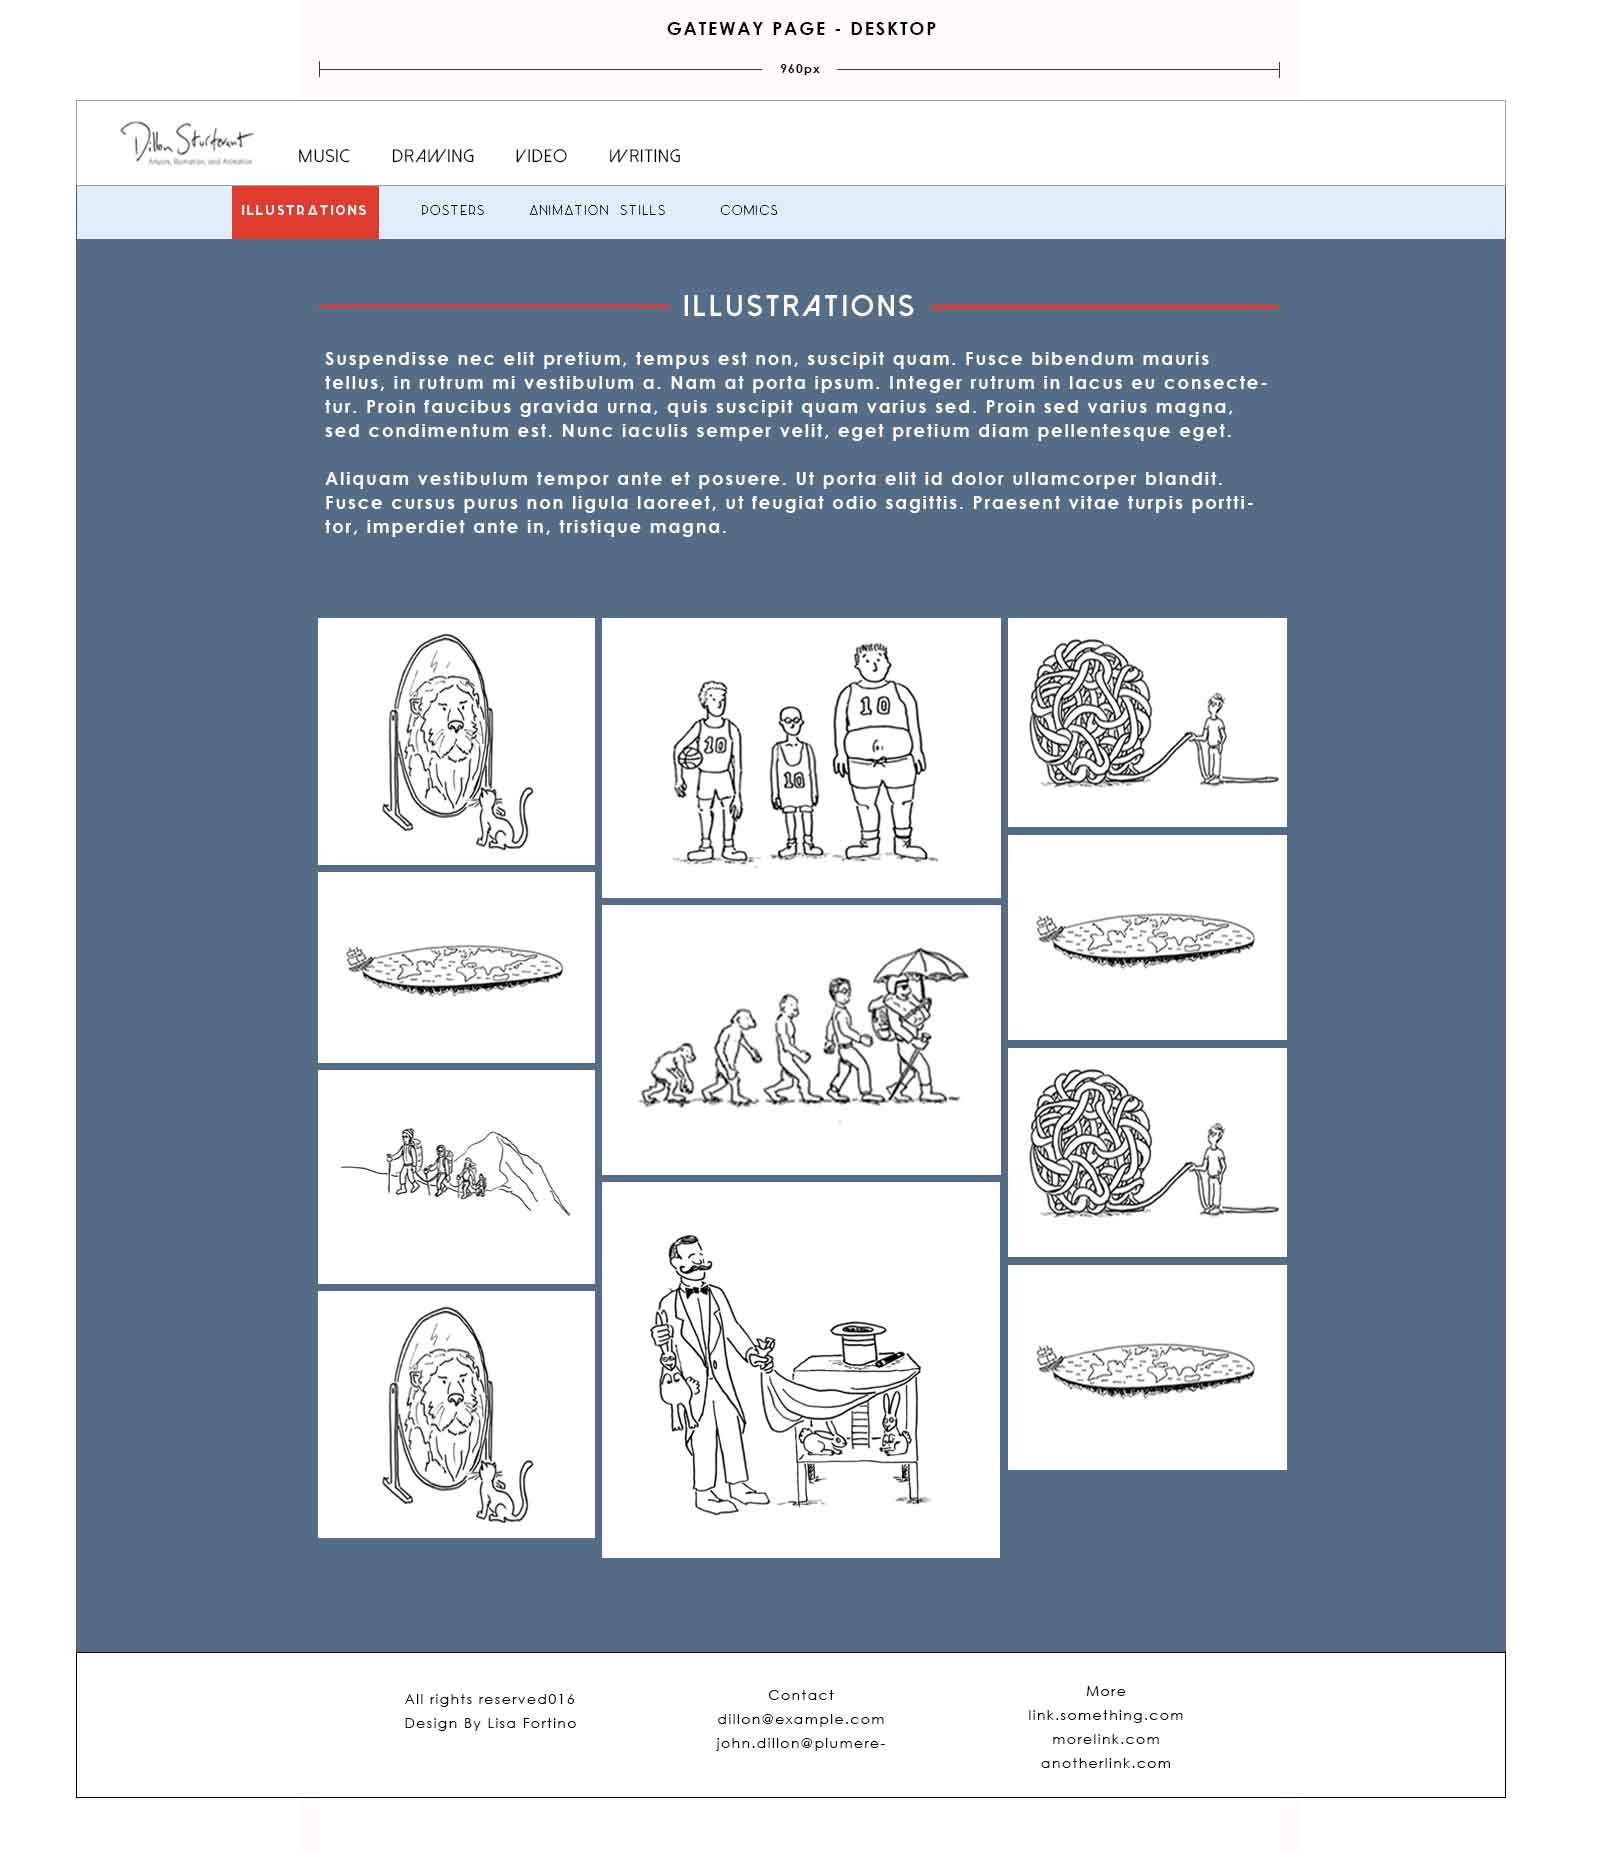 GATEWAY PAGE - DESKTOP
960px
Dillon Sturtevant
Artwork, Illustration, and Animation
MUSIC DRAWING VIDEO WRITING
ILLUSTRATIONS POSTERS ANIMATION STILLS COMICS
ILLUSTRATIONS
Suspendisse nec elit pretium, tempus est non, suscipit quam. Fusce bibendum mauris
tellus, in rutrum mi vestibulum a. Nam at porta ipsum. Integer rutrum in lacus eu consecte-
tur. Proin faucibus gravida urna, quis suscipit quam varius sed. Proin sed varius magna,
sed condimentum est. Nunc iaculis semper velit, eget pretium diam pellentesque eget.
Aliquam vestibulum tempor ante et posuere. Ut porta elit id dolor ullamcorper blandit.
Fusce cursus purus non ligula laoreet, ut feugiat odio sagittis. Praesent vitae turpis portti-
tor, imperdiet ante in, tristique magna.
10 10 10
All rights reserved016
Design By Lisa Fortino
Contact
dillon@example.com
john.dillon@plumere-
More
link.something.com
morelink.com
anotherlink.com